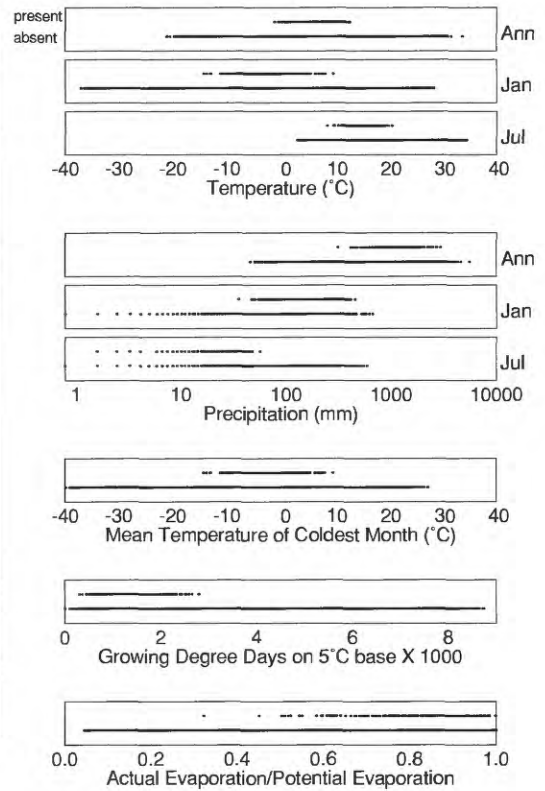 present
absent
Ann
Jan
Jul
-40 -20 -10 0 10 20 30 40
Temperature (˚C)
Ann
Jan
Jul
1 10 100 1000 10000
Precipitation (mm)
-40 -30 -20 -10 0 10 20 30 40
Mean Temperature of Coldest Month (˚C)
0 2 4 6 8
Growing Degree Days on 5˚C base X 1000
0.0 0.2 0.4 0.6 0.8 1.0
Actual Evaporation/Potential Evaporation